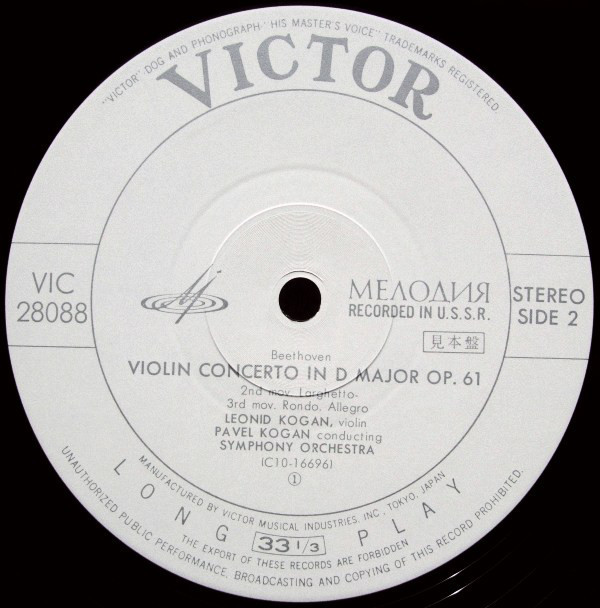 "VICTOR" DOG AND PHONOGRAPH "HIS MASTER'S VOICE" TRADEMARKS REGISTERED.
VICTOR
VIC
28088
МЕЛОДИЯ
RECORDED IN U.S.S.R.
STEREO
SIDE 2
見本盤
Beethoven
VIOLIN CONCERTO IN D MAJOR OP. 61
2nd mov. Larghetto-
3rd mov. Rondo. Allegro
LEONID KOGAN, violin
PAVEL KOGAN conducting
SYMPHONY ORCHESTRA
(C10-16696)
①
MANUFACTURED BY VICTOR MUSICAL INDUSTRIES, INC., TOKYO, JAPAN
LONG 33 1/3 PLAY
THE EXPORT OF THESE RECORDS ARE FORBIDDEN
UNAUTHORIZED PUBLIC PERFORMANCE, BROADCASTING AND COPYING OF THIS RECORD PROHIBITED.